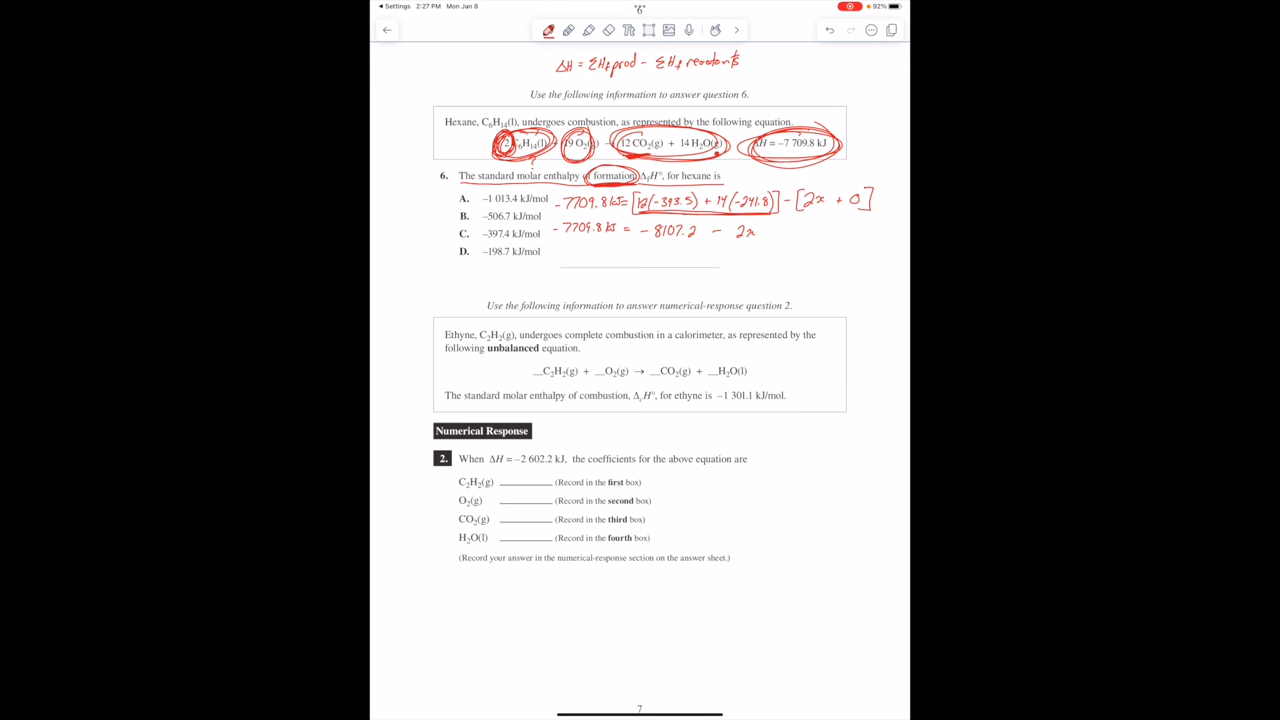 Settings 2:27 PM Mon Jan 8
92%
6
ΔH = ΣHf prod - ΣHf reactants
Use the following information to answer question 6.
Hexane, C₆H₁₄(l), undergoes combustion, as represented by the following equation.
2 C₆H₁₄(l) + 19 O₂(g) → 12 CO₂(g) + 14 H₂O(g) ΔH = –7 709.8 kJ
?
6. The standard molar enthalpy of formation, ΔfH°, for hexane is
A. –1 013.4 kJ/mol
-7709.8 kJ = [12(-393.5) + 14(-241.8)] - [2x + 0]
B. –506.7 kJ/mol
C. –397.4 kJ/mol
-7709.8 kJ = -8107.2 - 2x
D. –198.7 kJ/mol
Use the following information to answer numerical-response question 2.
Ethyne, C₂H₂(g), undergoes complete combustion in a calorimeter, as represented by the
following unbalanced equation.
__C₂H₂(g) + __O₂(g) → __CO₂(g) + __H₂O(l)
The standard molar enthalpy of combustion, ΔcH°, for ethyne is –1 301.1 kJ/mol.
Numerical Response
2. When ΔH = –2 602.2 kJ, the coefficients for the above equation are
C₂H₂(g) ________ (Record in the first box)
O₂(g) ________ (Record in the second box)
CO₂(g) ________ (Record in the third box)
H₂O(l) ________ (Record in the fourth box)
(Record your answer in the numerical-response section on the answer sheet.)
7